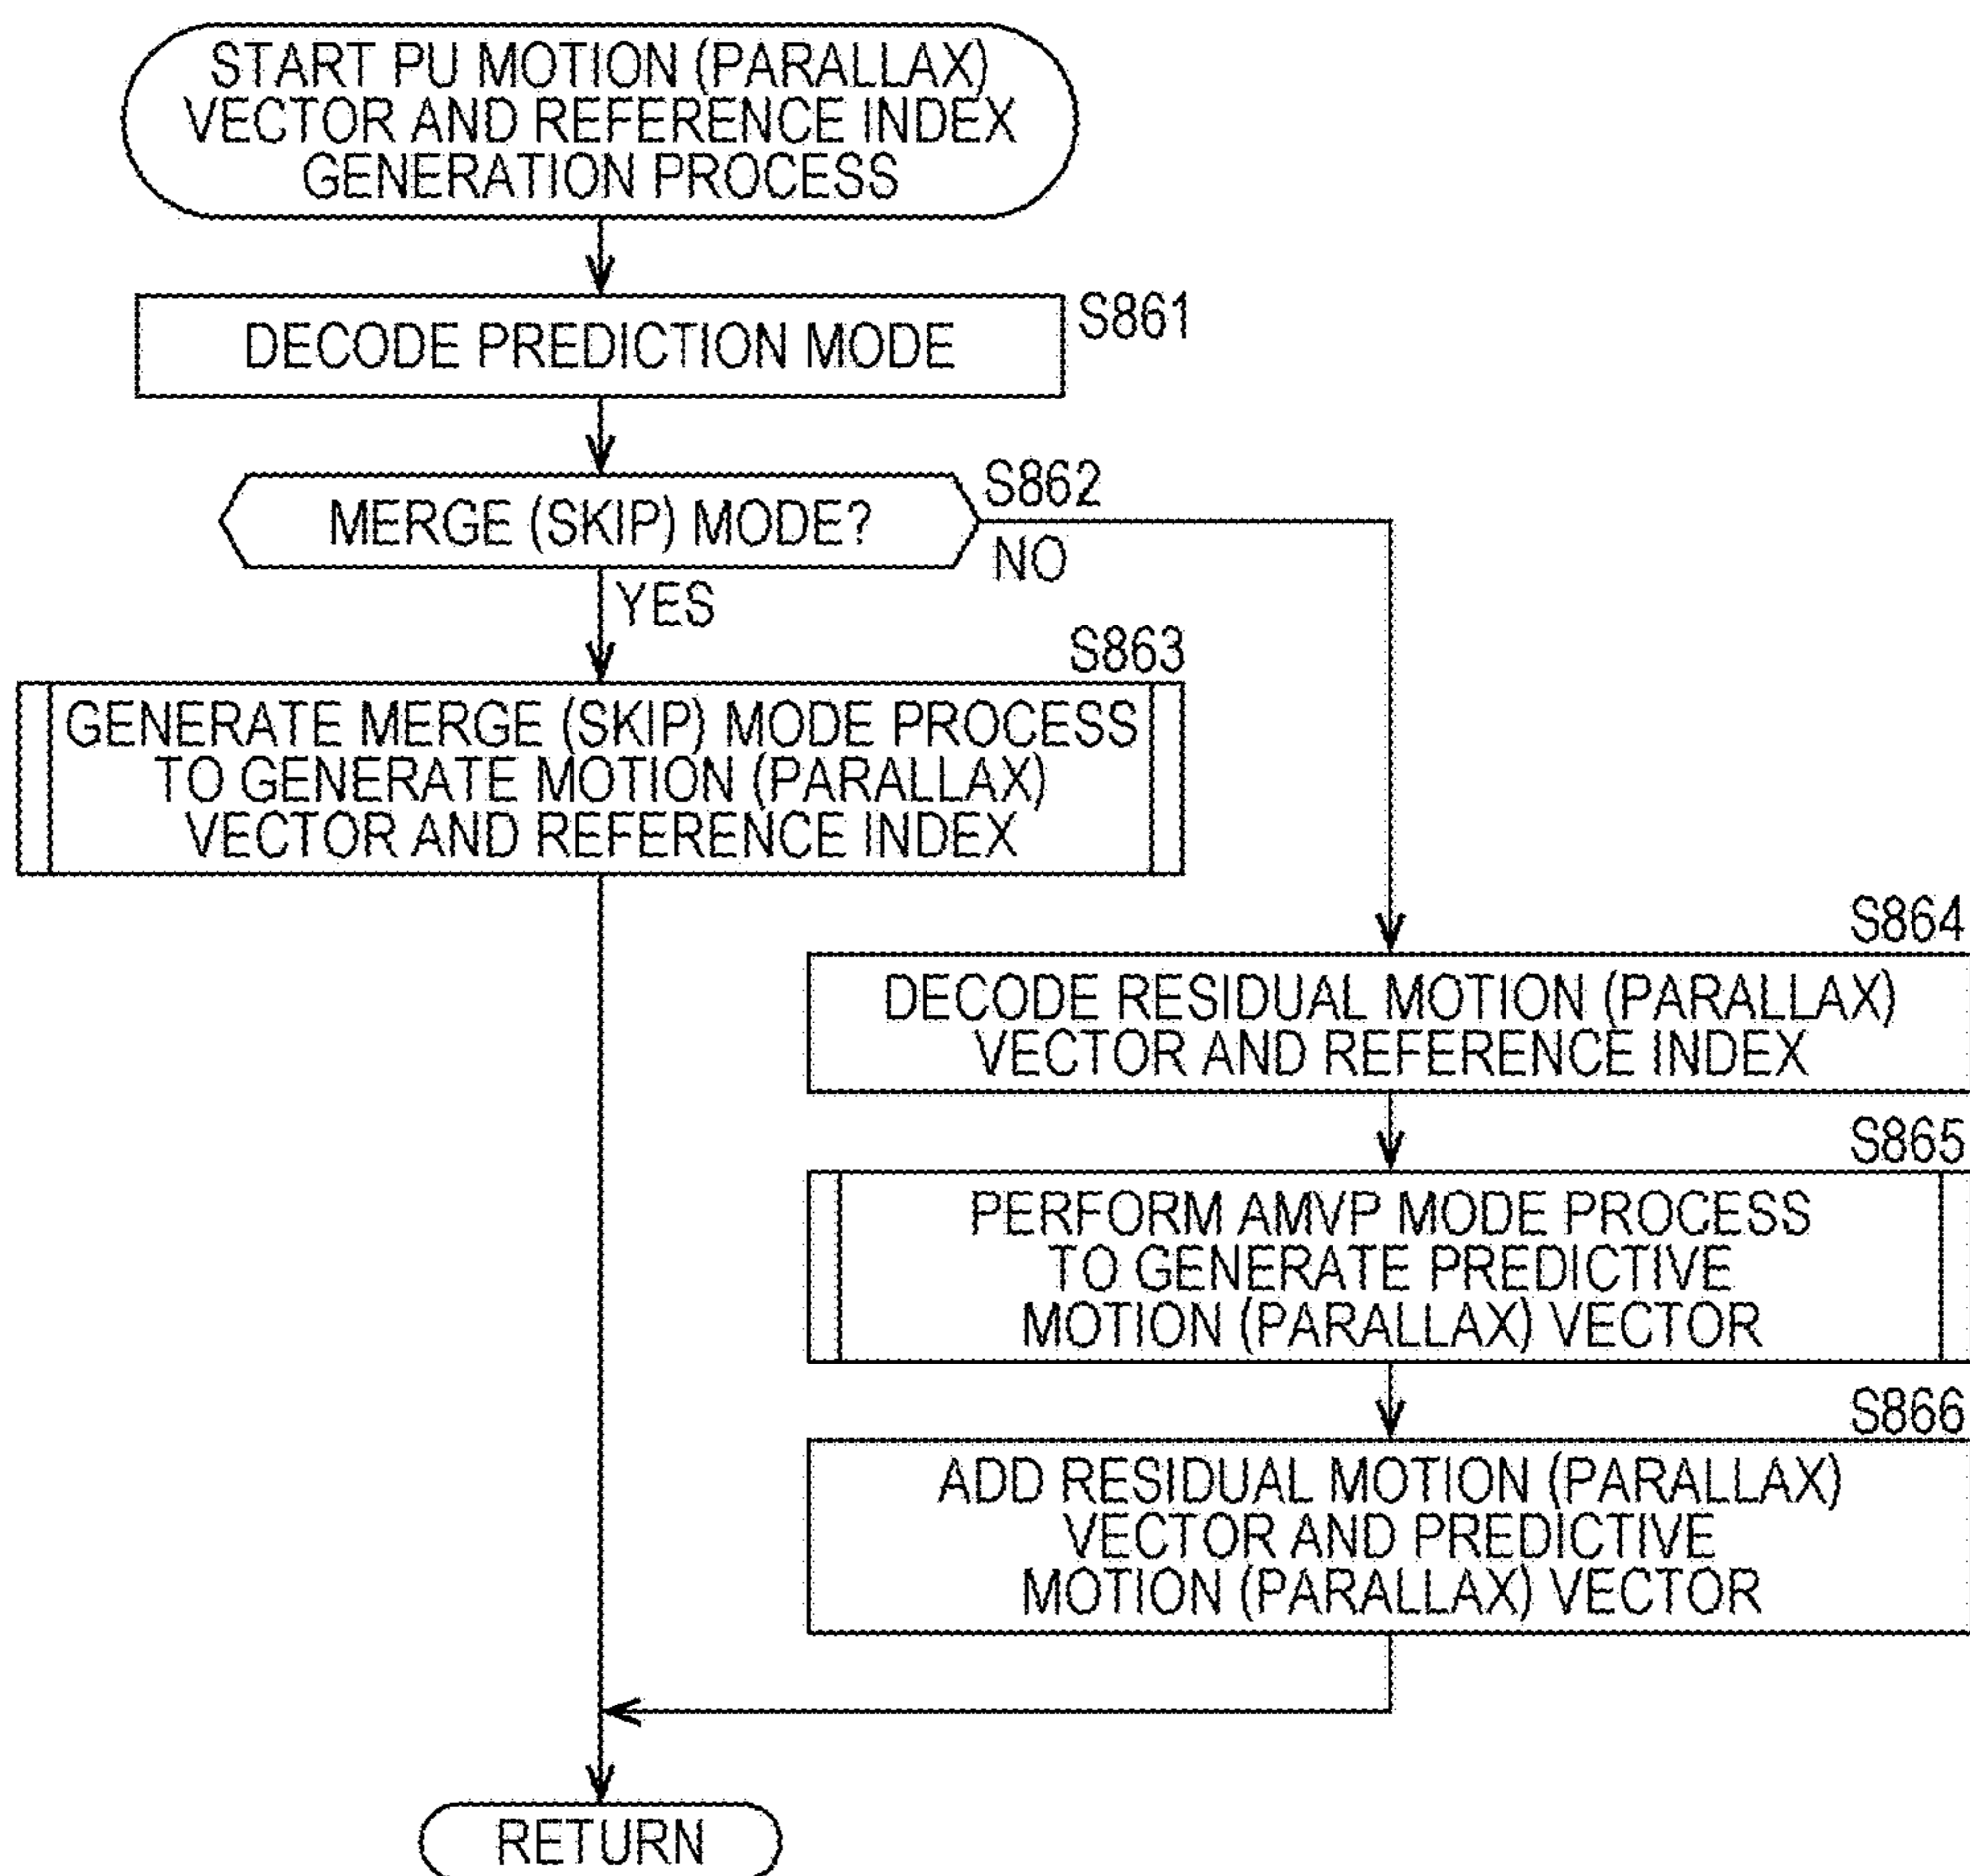 START PU MOTION (PARALLAX)
VECTOR AND REFERENCE INDEX
GENERATION PROCESS
DECODE PREDICTION MODE
S861
MERGE (SKIP) MODE?
S862
NO
YES
S863
GENERATE MERGE (SKIP) MODE PROCESS
TO GENERATE MOTION (PARALLAX)
VECTOR AND REFERENCE INDEX
S864
DECODE RESIDUAL MOTION (PARALLAX)
VECTOR AND REFERENCE INDEX
S865
PERFORM AMVP MODE PROCESS
TO GENERATE PREDICTIVE
MOTION (PARALLAX) VECTOR
S866
ADD RESIDUAL MOTION (PARALLAX)
VECTOR AND PREDICTIVE
MOTION (PARALLAX) VECTOR
RETURN